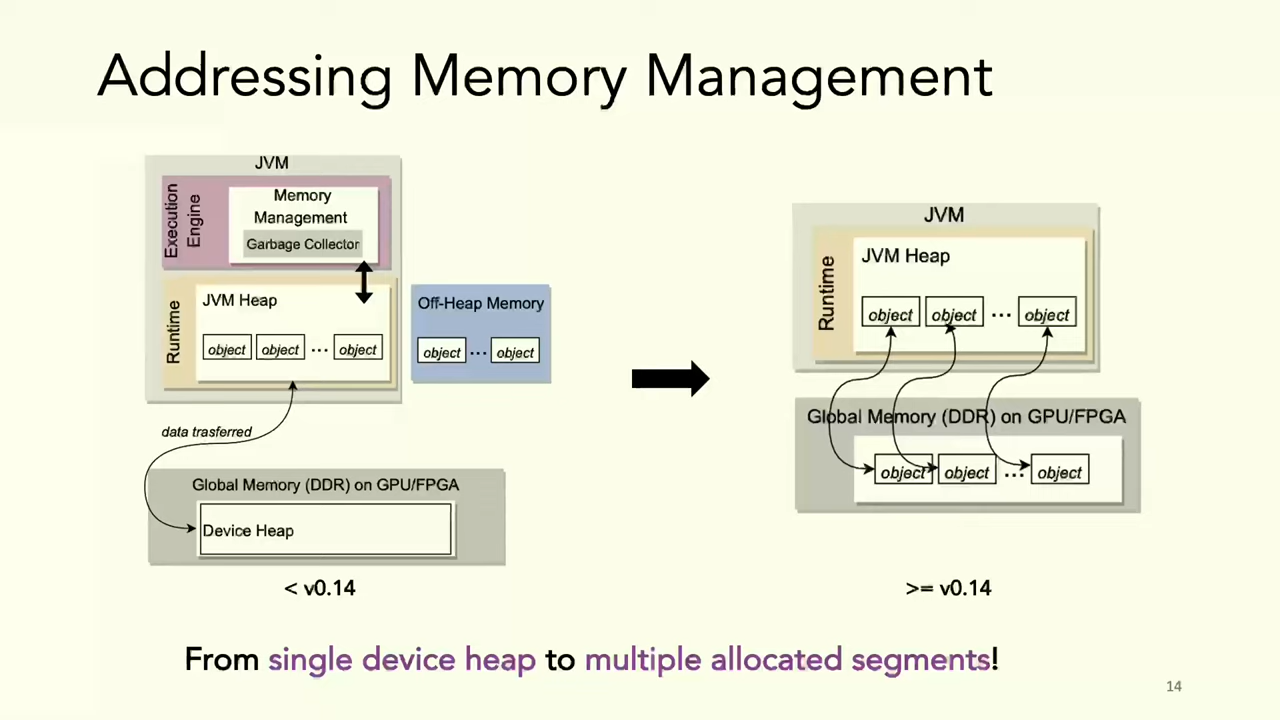 Addressing Memory Management
JVM
Execution
Engine
Memory
Management
Garbage Collector
Runtime
JVM Heap
object
object
...
object
Off-Heap Memory
object
...
object
data trasferred
Global Memory (DDR) on GPU/FPGA
Device Heap
< v0.14
JVM
Runtime
JVM Heap
object
object
...
object
Global Memory (DDR) on GPU/FPGA
object
object
...
object
>= v0.14
From single device heap to multiple allocated segments!
14